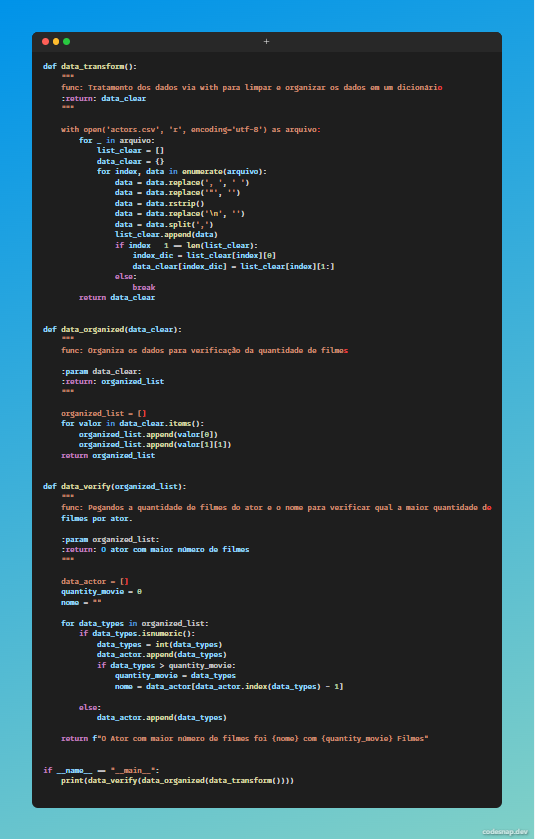 def data_transform():
    """
    func: Tratamento dos dados via with para limpar e organizar os dados em um dicionário
    :return: data_clear
    """

    with open('actors.csv', 'r', encoding='utf-8') as arquivo:
        for _ in arquivo:
            list_clear = []
            data_clear = {}
            for index, data in enumerate(arquivo):
                data = data.replace(', ', ' ')
                data = data.replace('"', '')
                data = data.rstrip()
                data = data.replace('\n', '')
                data = data.split(',')
                list_clear.append(data)
                if index   1 == len(list_clear):
                    index_dic = list_clear[index][0]
                    data_clear[index_dic] = list_clear[index][1:]
                else:
                    break
        return data_clear


def data_organized(data_clear):
    """
    func: Organiza os dados para verificação da quantidade de filmes

    :param data_clear:
    :return: organized_list
    """

    organized_list = []
    for valor in data_clear.items():
        organized_list.append(valor[0])
        organized_list.append(valor[1][1])
    return organized_list


def data_verify(organized_list):
    """
    func: Pegandos a quantidade de filmes do ator e o nome para verificar qual a maior quantidade de
    filmes por ator.

    :param organized_list:
    :return: O ator com maior número de filmes
    """

    data_actor = []
    quantity_movie = 0
    nome = ""

    for data_types in organized_list:
        if data_types.isnumeric():
            data_types = int(data_types)
            data_actor.append(data_types)
            if data_types > quantity_movie:
                quantity_movie = data_types
                nome = data_actor[data_actor.index(data_types) - 1]

        else:
            data_actor.append(data_types)

    return f"O Ator com maior número de filmes foi {nome} com {quantity_movie} Filmes"


if __name__ == "__main__":
    print(data_verify(data_organized(data_transform())))
codesnap.dev